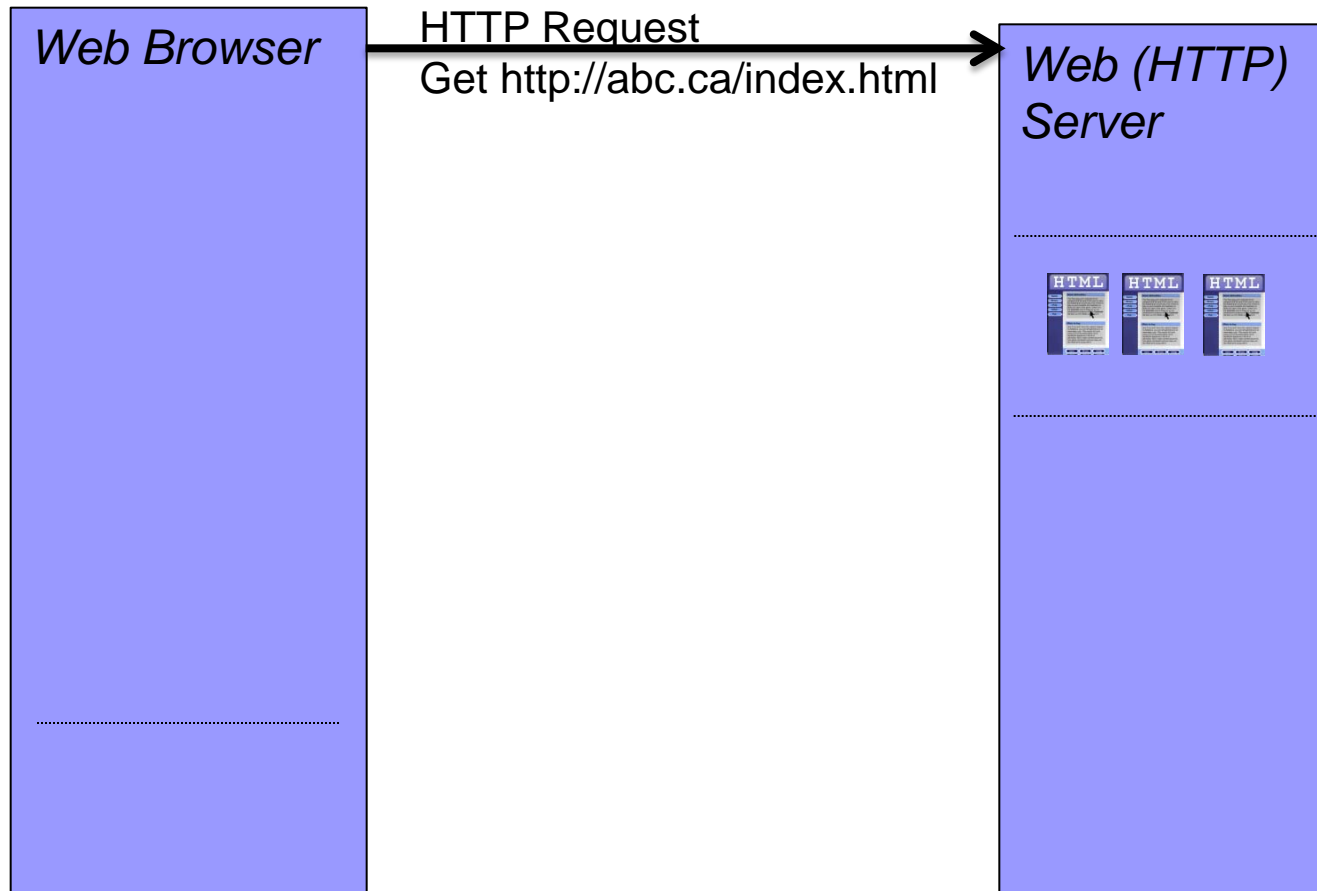 Web Browser
HTTP Request
Get http://abc.ca/index.html
Web (HTTP)
Server
HTML HTML HTML